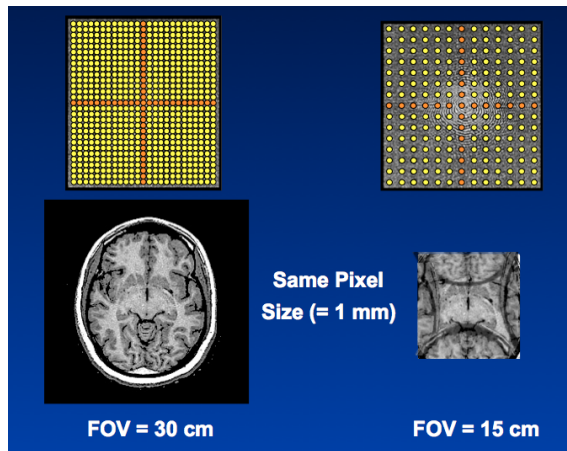 Same Pixel
Size (= 1 mm)
FOV = 30 cm
FOV = 15 cm